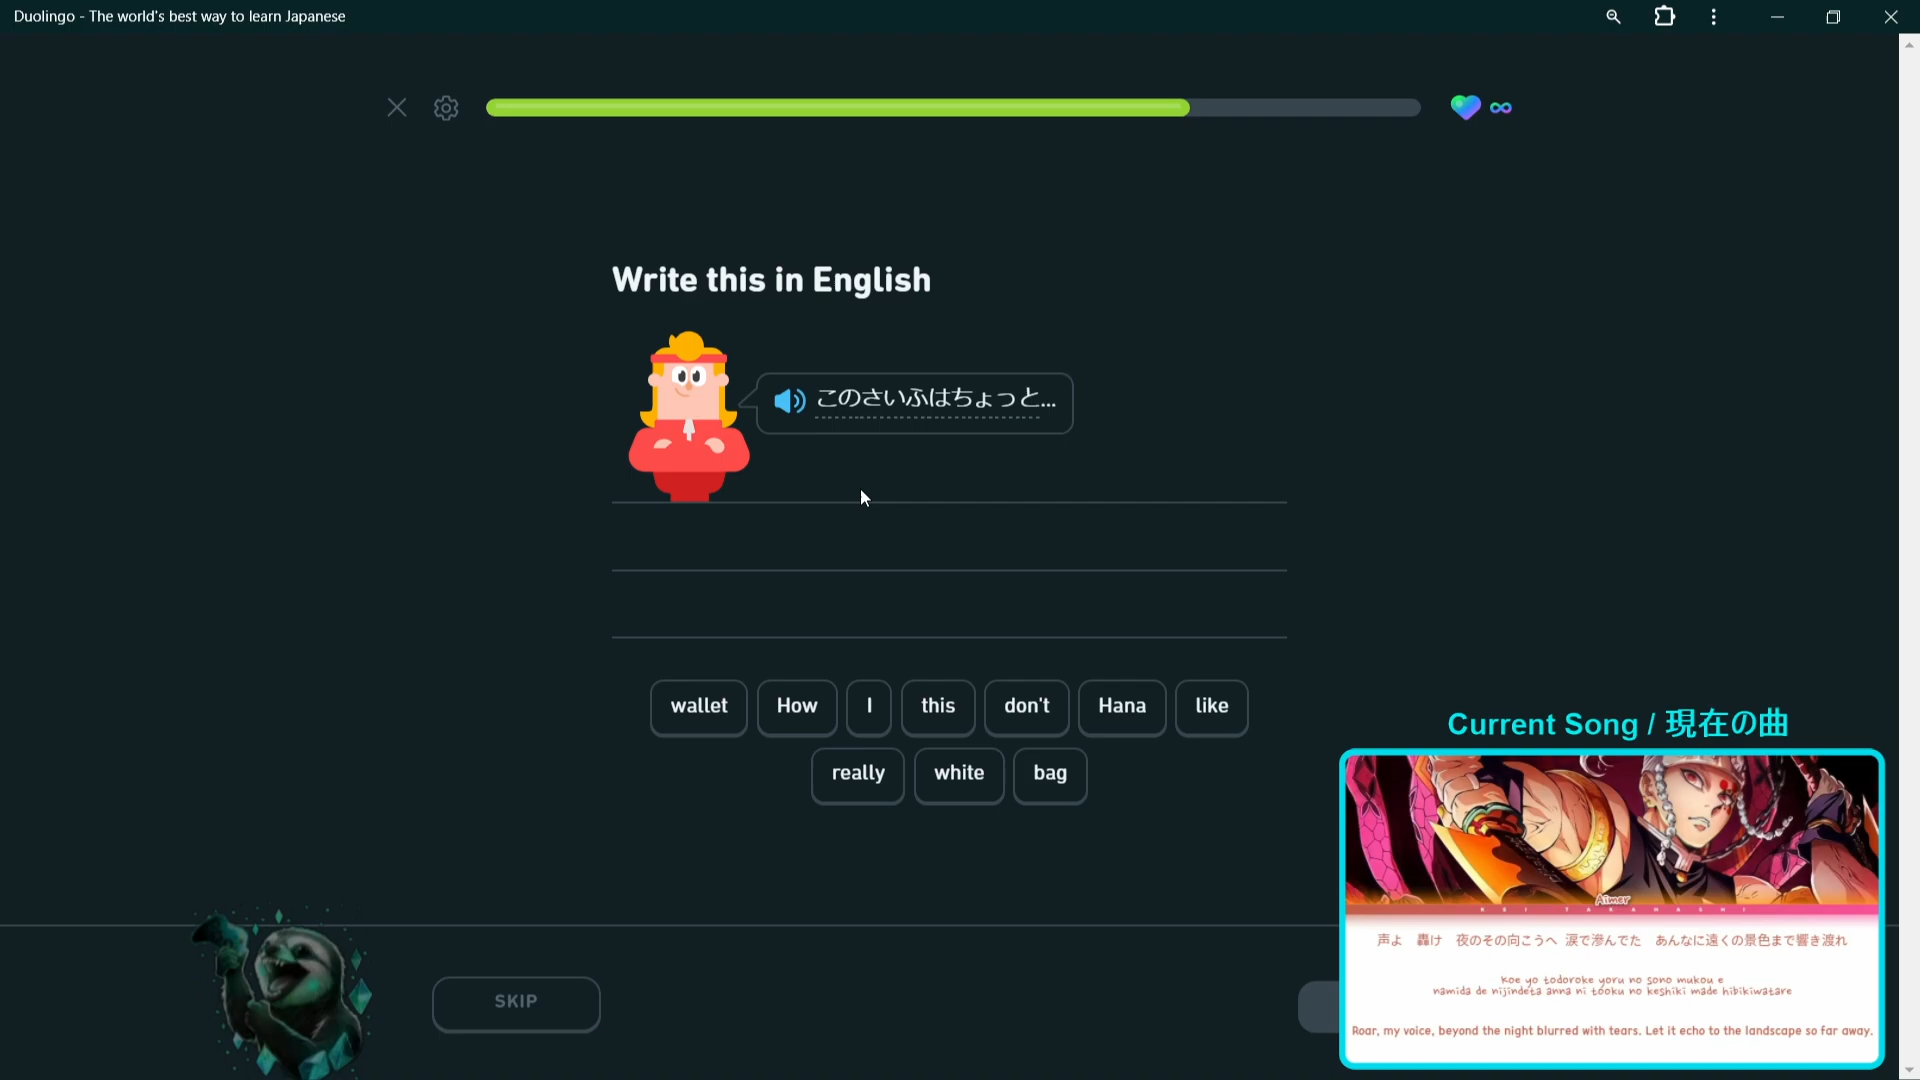 Duolingo - The world's best way to learn Japanese
Write this in English
このさいふはちょっと...
wallet How I this don't Hana like
really white bag
SKIP
Current Song / 現在の曲
Aimer
KEI TAKAHASHI
声よ 轟け 夜のその向こうへ 涙で滲んでた あんなに遠くの景色まで響き渡れ
Koe yo todoroke yoru no sono mukou e
namida de nijindeta anna ni tooku no keshiki made hibikiwatare
Roar, my voice, beyond the night blurred with tears. Let it echo to the landscape so far away.